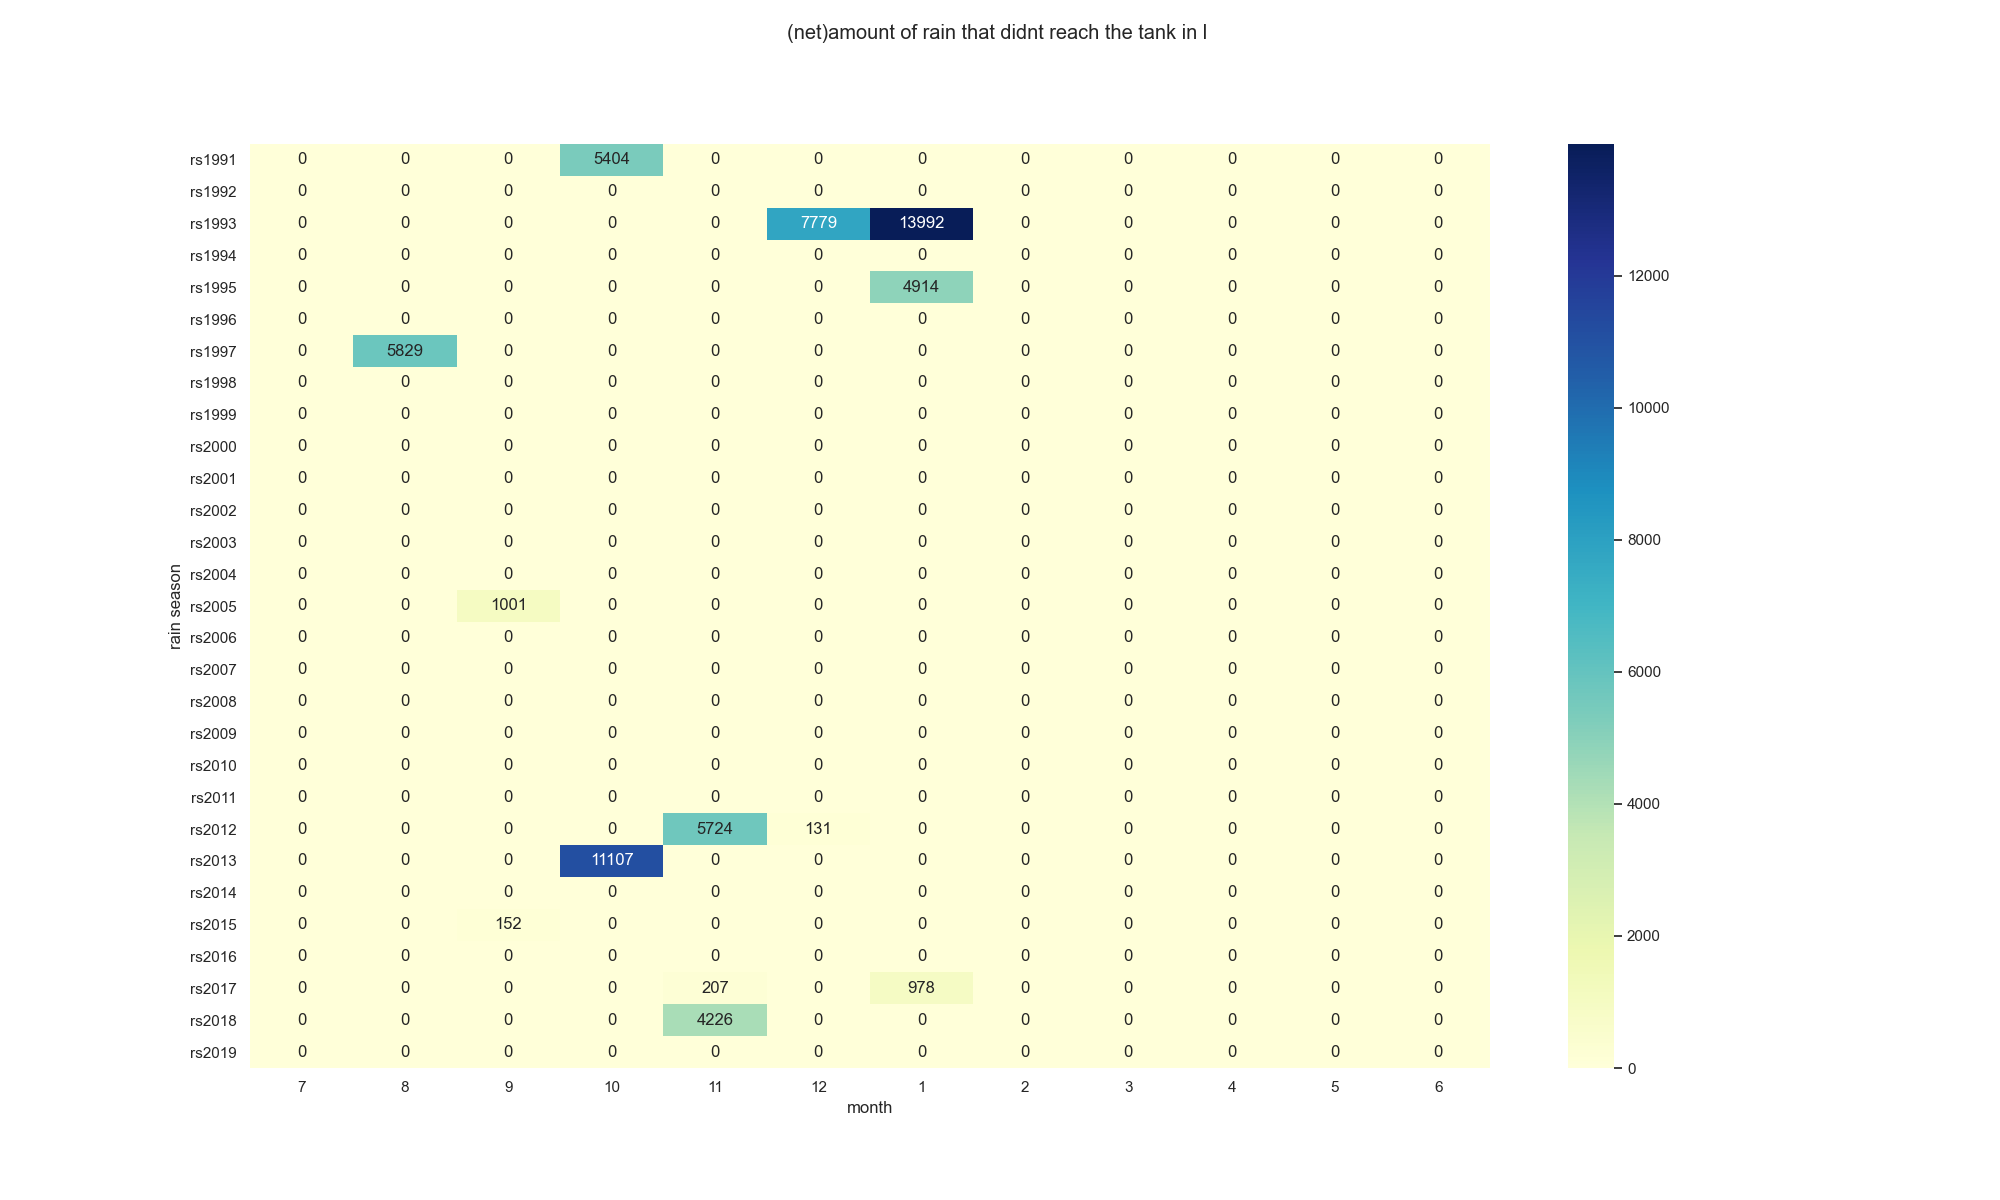 (net)amount of rain that didnt reach the tank in l
rs1991 0 0 0 5404 0 0 0 0 0 0 0 0
rs1992 0 0 0 0 0 0 0 0 0 0 0 0
rs1993 0 0 0 0 0 7779 13992 0 0 0 0 0
rs1994 0 0 0 0 0 0 0 0 0 0 0 0
rs1995 0 0 0 0 0 0 4914 0 0 0 0 0
rs1996 0 0 0 0 0 0 0 0 0 0 0 0
rs1997 0 5829 0 0 0 0 0 0 0 0 0 0
rs1998 0 0 0 0 0 0 0 0 0 0 0 0
rs1999 0 0 0 0 0 0 0 0 0 0 0 0
rs2000 0 0 0 0 0 0 0 0 0 0 0 0
rs2001 0 0 0 0 0 0 0 0 0 0 0 0
rs2002 0 0 0 0 0 0 0 0 0 0 0 0
rs2003 0 0 0 0 0 0 0 0 0 0 0 0
rs2004 0 0 0 0 0 0 0 0 0 0 0 0
rs2005 0 0 1001 0 0 0 0 0 0 0 0 0
rs2006 0 0 0 0 0 0 0 0 0 0 0 0
rs2007 0 0 0 0 0 0 0 0 0 0 0 0
rs2008 0 0 0 0 0 0 0 0 0 0 0 0
rs2009 0 0 0 0 0 0 0 0 0 0 0 0
rs2010 0 0 0 0 0 0 0 0 0 0 0 0
rs2011 0 0 0 0 0 0 0 0 0 0 0 0
rs2012 0 0 0 0 5724 131 0 0 0 0 0 0
rs2013 0 0 0 11107 0 0 0 0 0 0 0 0
rs2014 0 0 0 0 0 0 0 0 0 0 0 0
rs2015 0 0 152 0 0 0 0 0 0 0 0 0
rs2016 0 0 0 0 0 0 0 0 0 0 0 0
rs2017 0 0 0 0 207 0 978 0 0 0 0 0
rs2018 0 0 0 0 4226 0 0 0 0 0 0 0
rs2019 0 0 0 0 0 0 0 0 0 0 0 0
7 8 9 10 11 12 1 2 3 4 5 6
month
rain season
12000
10000
8000
6000
4000
2000
0